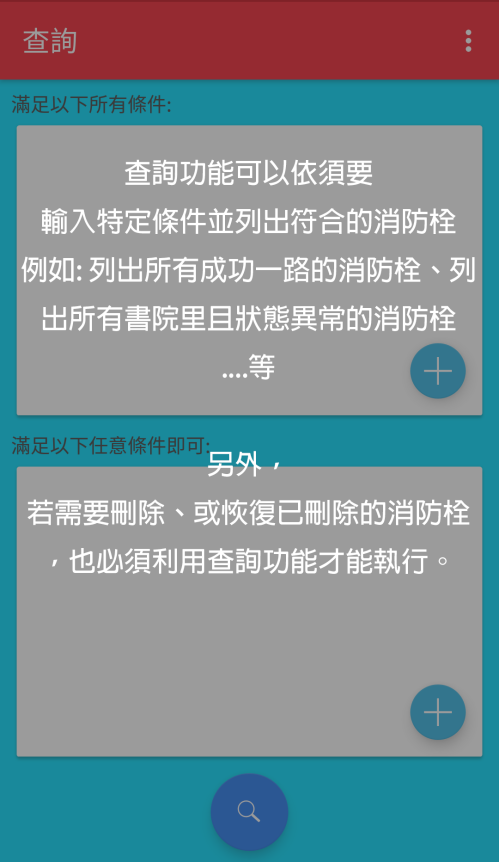 查詢
滿足以下所有條件:
查詢功能可以依須要
輸入特定條件並列出符合的消防栓
例如: 列出所有成功一路的消防栓、列
出所有書院里且狀態異常的消防栓
....等
滿足以下任意條件即可:
另外，
若需要刪除、或恢復已刪除的消防栓
，也必須利用查詢功能才能執行。